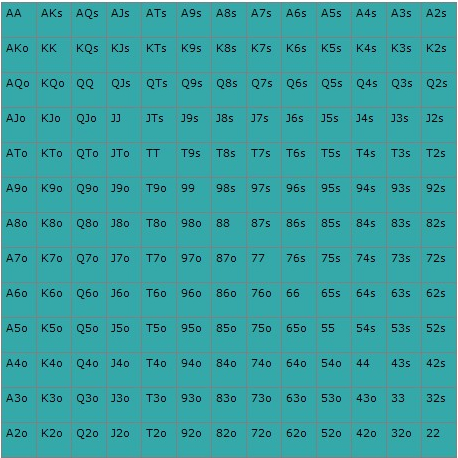 AA AKs AQs AJs ATs A9s A8s A7s A6s A5s A4s A3s A2s
AKo KK KQs KJs KTs K9s K8s K7s K6s K5s K4s K3s K2s
AQo KQo QQ QJs QTs Q9s Q8s Q7s Q6s Q5s Q4s Q3s Q2s
AJo KJo QJo JJ JTs J9s J8s J7s J6s J5s J4s J3s J2s
ATo KTo QTo JTo TT T9s T8s T7s T6s T5s T4s T3s T2s
A9o K9o Q9o J9o T9o 99 98s 97s 96s 95s 94s 93s 92s
A8o K8o Q8o J8o T8o 98o 88 87s 86s 85s 84s 83s 82s
A7o K7o Q7o J7o T7o 97o 87o 77 76s 75s 74s 73s 72s
A6o K6o Q6o J6o T6o 96o 86o 76o 66 65s 64s 63s 62s
A5o K5o Q5o J5o T5o 95o 85o 75o 65o 55 54s 53s 52s
A4o K4o Q4o J4o T4o 94o 84o 74o 64o 54o 44 43s 42s
A3o K3o Q3o J3o T3o 93o 83o 73o 63o 53o 43o 33 32s
A2o K2o Q2o J2o T2o 92o 82o 72o 62o 52o 42o 32o 22